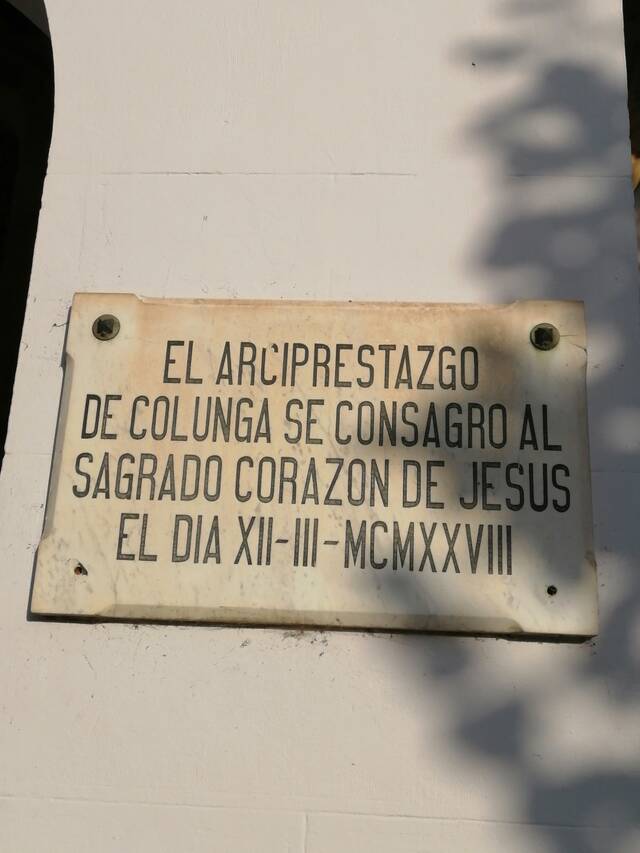 EL ARCIPRESTAZGO
DE COLUNGA SE CONSAGRO AL
SAGRADO CORAZON DE JESUS
EL DIA XII-III-MCMXXVIII